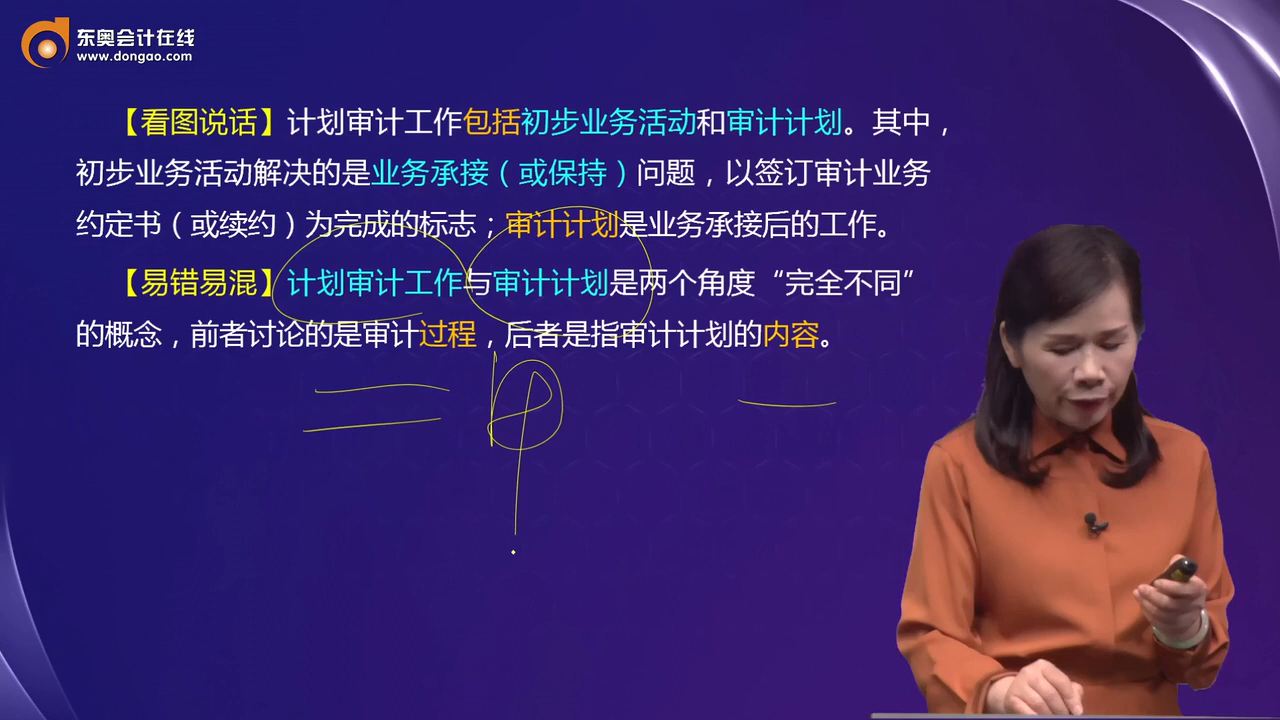 东奥会计在线
www.dongao.com
【看图说话】计划审计工作包括初步业务活动和审计计划。其中，
初步业务活动解决的是业务承接（或保持）问题，以签订审计业务
约定书（或续约）为完成的标志；审计计划是业务承接后的工作。
【易错易混】计划审计工作与审计计划是两个角度“完全不同”
的概念，前者讨论的是审计过程，后者是指审计计划的内容。